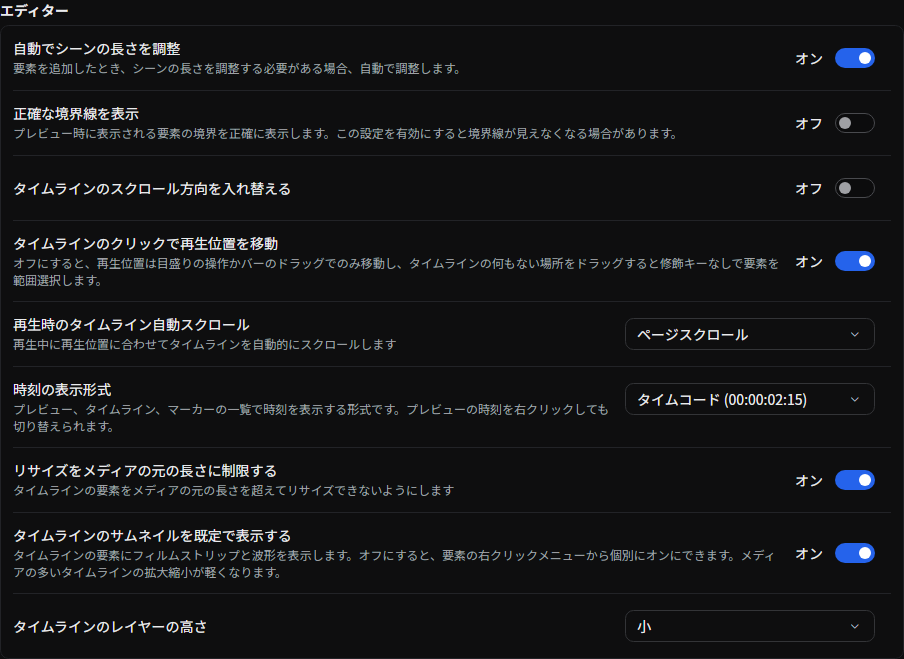 エディター
自動でシーンの長さを調整
要素を追加したとき、シーンの長さを調整する必要がある場合、自動で調整します。
オン
正確な境界線を表示
プレビュー時に表示される要素の境界を正確に表示します。この設定を有効にすると境界線が見えなくなる場合があります。
オフ
タイムラインのスクロール方向を入れ替える
オフ
タイムラインのクリックで再生位置を移動
オフにすると、再生位置は目盛りの操作かバーのドラッグでのみ移動し、タイムラインの何もない場所をドラッグすると修飾キーなしで要素を
範囲選択します。
オン
再生時のタイムライン自動スクロール
再生中に再生位置に合わせてタイムラインを自動的にスクロールします
ページスクロール
時刻の表示形式
プレビュー、タイムライン、マーカーの一覧で時刻を表示する形式です。プレビューの時刻を右クリックしても
切り替えられます。
タイムコード (00:00:02:15)
リサイズをメディアの元の長さに制限する
タイムラインの要素をメディアの元の長さを超えてリサイズできないようにします
オン
タイムラインのサムネイルを既定で表示する
タイムラインの要素にフィルムストリップと波形を表示します。オフにすると、要素の右クリックメニューから個別にオンにできます。メディ
アの多いタイムラインの拡大縮小が軽くなります。
オン
タイムラインのレイヤーの高さ
小